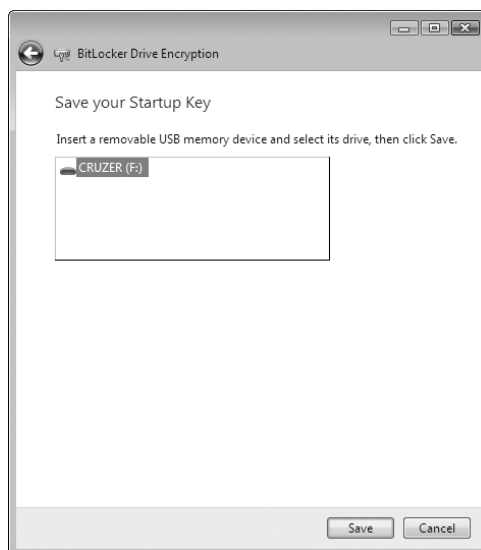 BitLocker Drive Encryption
Save your Startup Key
Insert a removable USB memory device and select its drive, then click Save.
CRUZER (F:)
Save Cancel